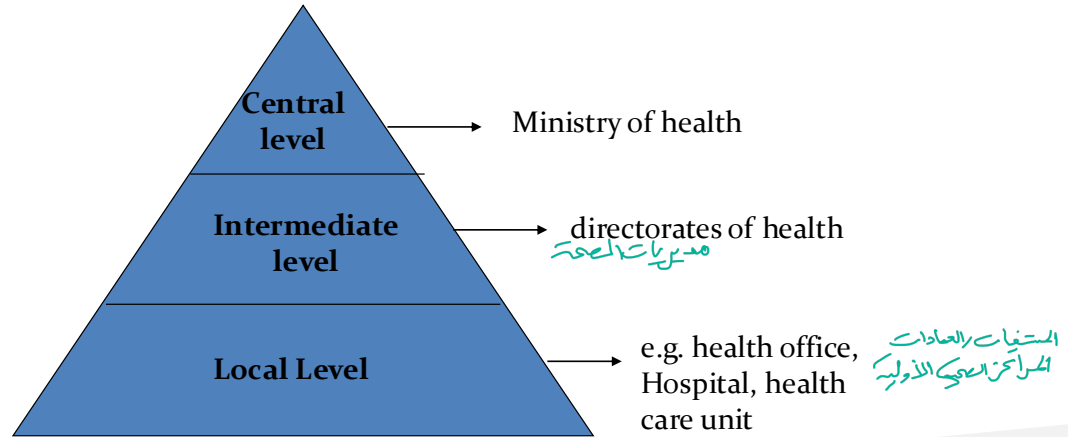 Central
level
Ministry of health
Intermediate
level
directorates of health
مديريات الصحة
Local Level
e.g. health office,
Hospital, health
care unit
المستشفيات والعيادات
المراكز الصحية الأولية